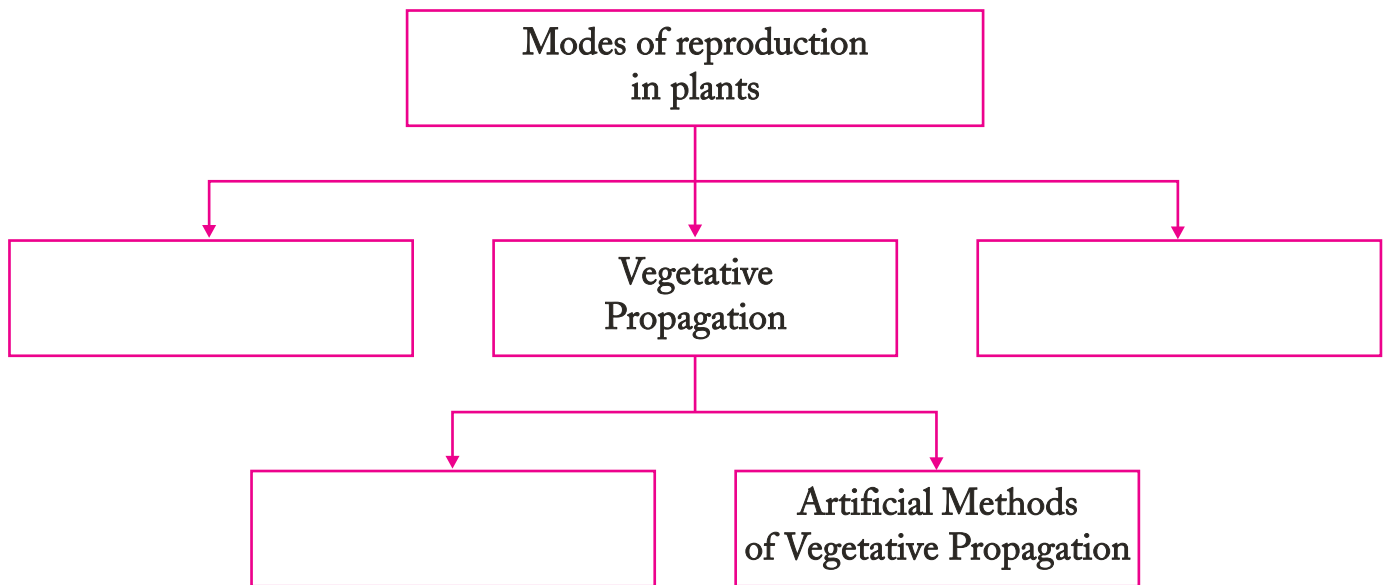 Modes of reproduction
in plants
Vegetative
Propagation
Artificial Methods
of Vegetative Propagation